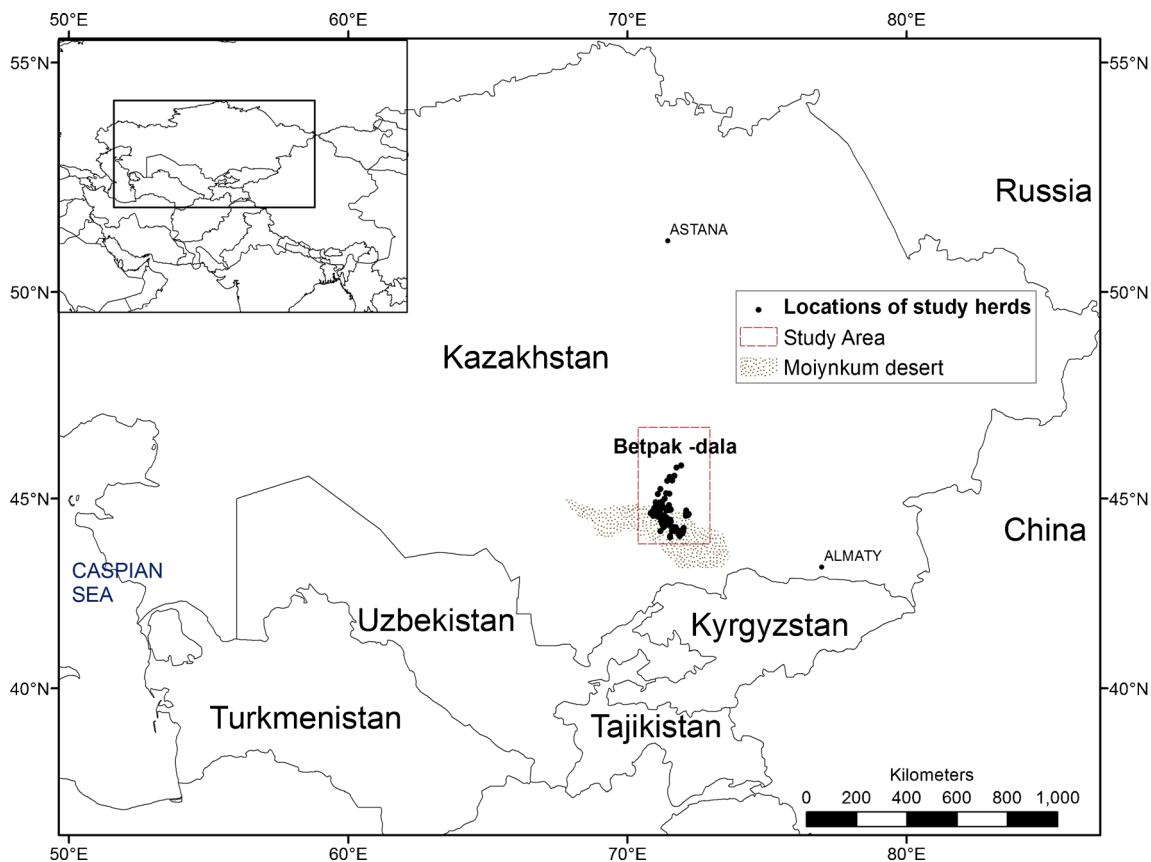 50°E 60°E 70°E 80°E
55°N 55°N
Russia
ASTANA
50°N 50°N
Locations of study herds
Study Area
Moiynkum desert
Kazakhstan
Betpak -dala
45°N 45°N
China
ALMATY
CASPIAN
SEA
Uzbekistan
Kyrgyzstan
40°N 40°N
Turkmenistan
Tajikistan
Kilometers
0 200 400 600 800 1,000
50°E 60°E 70°E 80°E